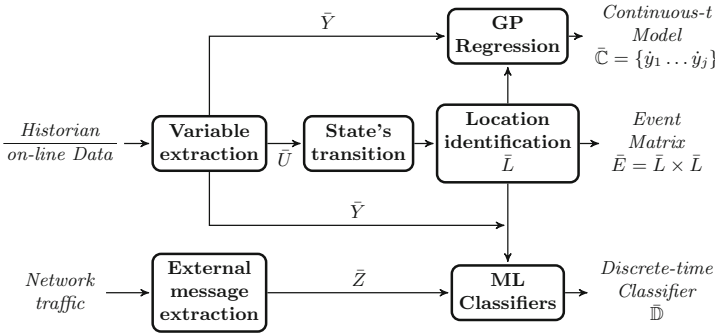 Ȳ
GP
Regression
Continuous-t
Model
ℂ̄ = {ẏ₁ … ẏⱼ}
Historian
on-line Data
Variable
extraction
Ū
State's
transition
Location
identification
L̄
Event
Matrix
Ē = L̄ × L̄
Ȳ
Network
traffic
External
message
extraction
Z̄
ML
Classifiers
Discrete-time
Classifier
𝔻̄